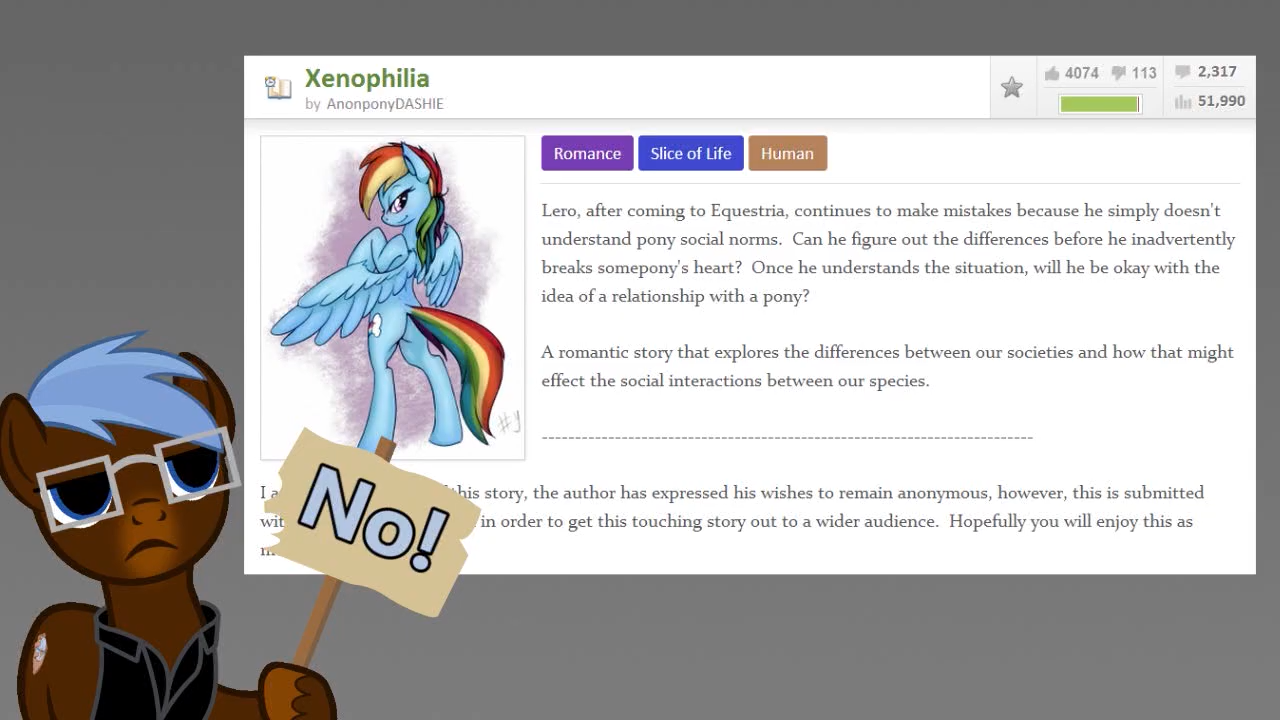 Xenophilia
by AnonponyDASHIE
4074 113
2,317
51,990
Romance Slice of Life Human
Lero, after coming to Equestria, continues to make mistakes because he simply doesn't
understand pony social norms. Can he figure out the differences before he inadvertently
breaks somepony's heart? Once he understands the situation, will he be okay with the
idea of a relationship with a pony?
A romantic story that explores the differences between our societies and how that might
effect the social interactions between our species.
--------------------------------------------------------------------------
#y
I this story, the author has expressed his wishes to remain anonymous, however, this is submitted
in order to get this touching story out to a wider audience. Hopefully you will enjoy this as
No!